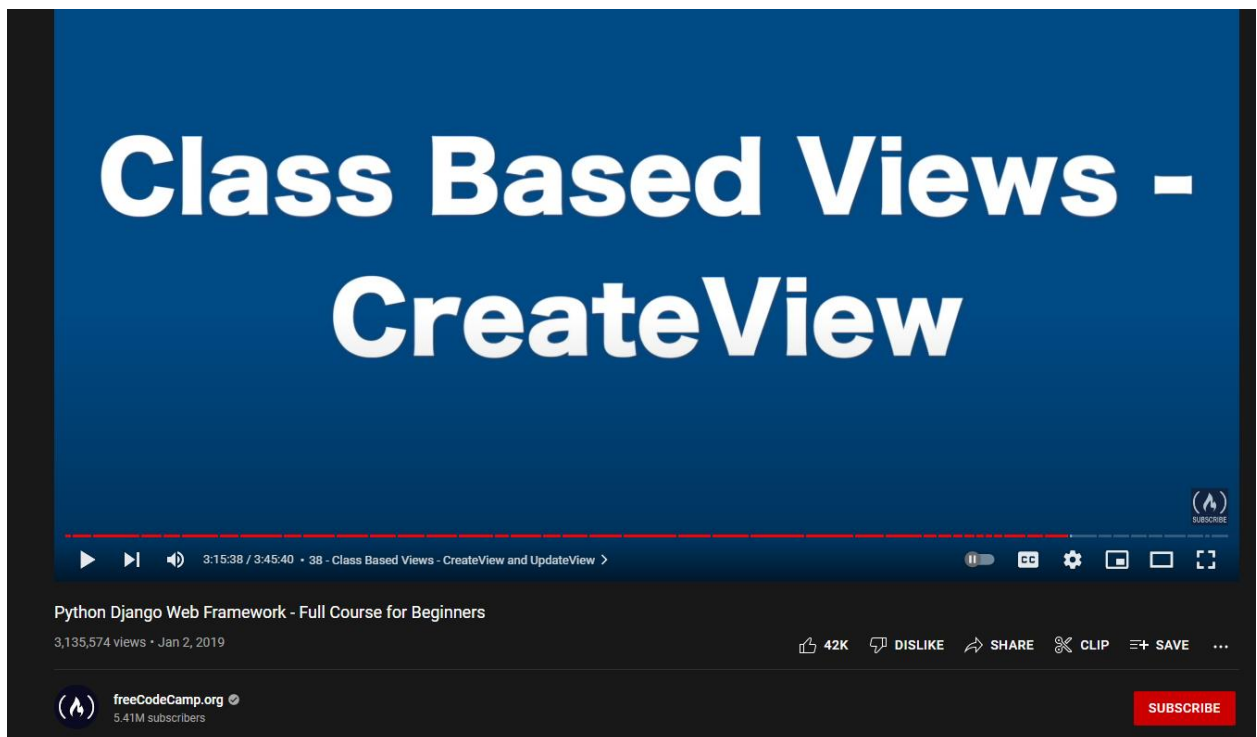 Class Based Views -
CreateView
SUBSCRIBE
3:15:38 / 3:45:40 • 38 - Class Based Views - CreateView and UpdateView >
CC
Python Django Web Framework - Full Course for Beginners
3,135,574 views • Jan 2, 2019
42K DISLIKE SHARE CLIP SAVE ...
freeCodeCamp.org
5.41M subscribers
SUBSCRIBE